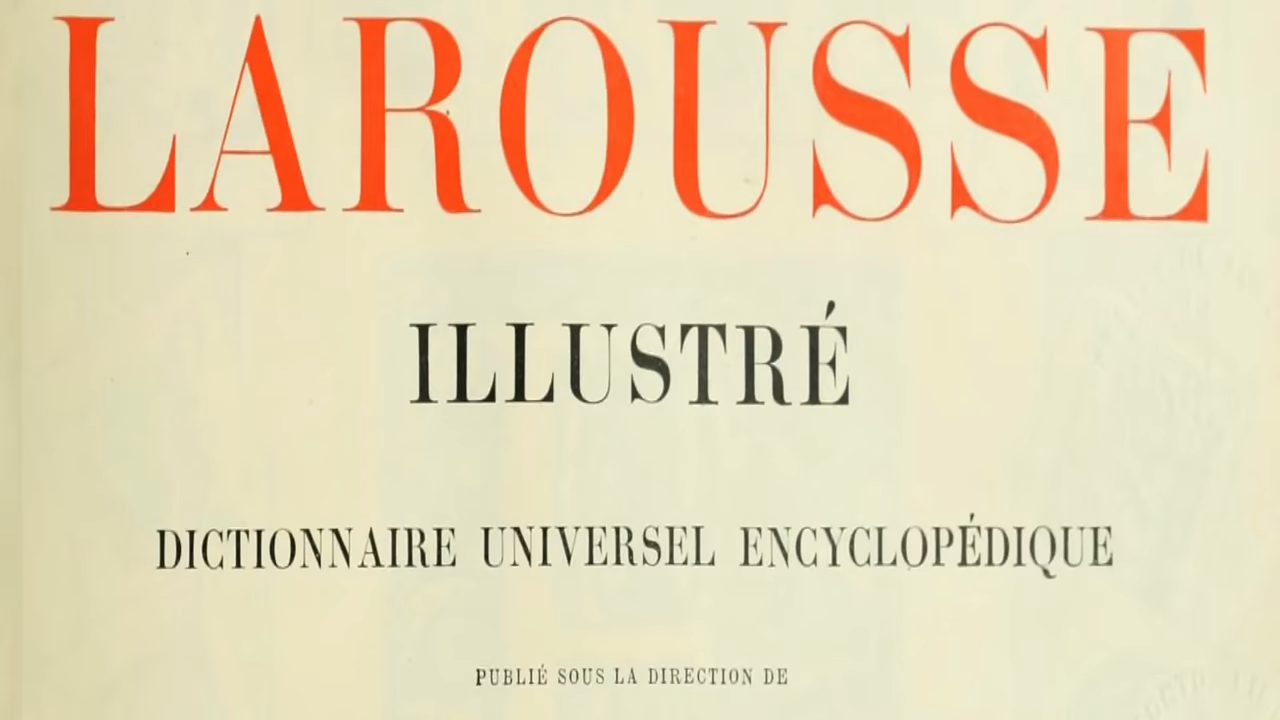 LAROUSSE
ILLUSTRÉ
DICTIONNAIRE UNIVERSEL ENCYCLOPÉDIQUE
PUBLIÉ SOUS LA DIRECTION DE